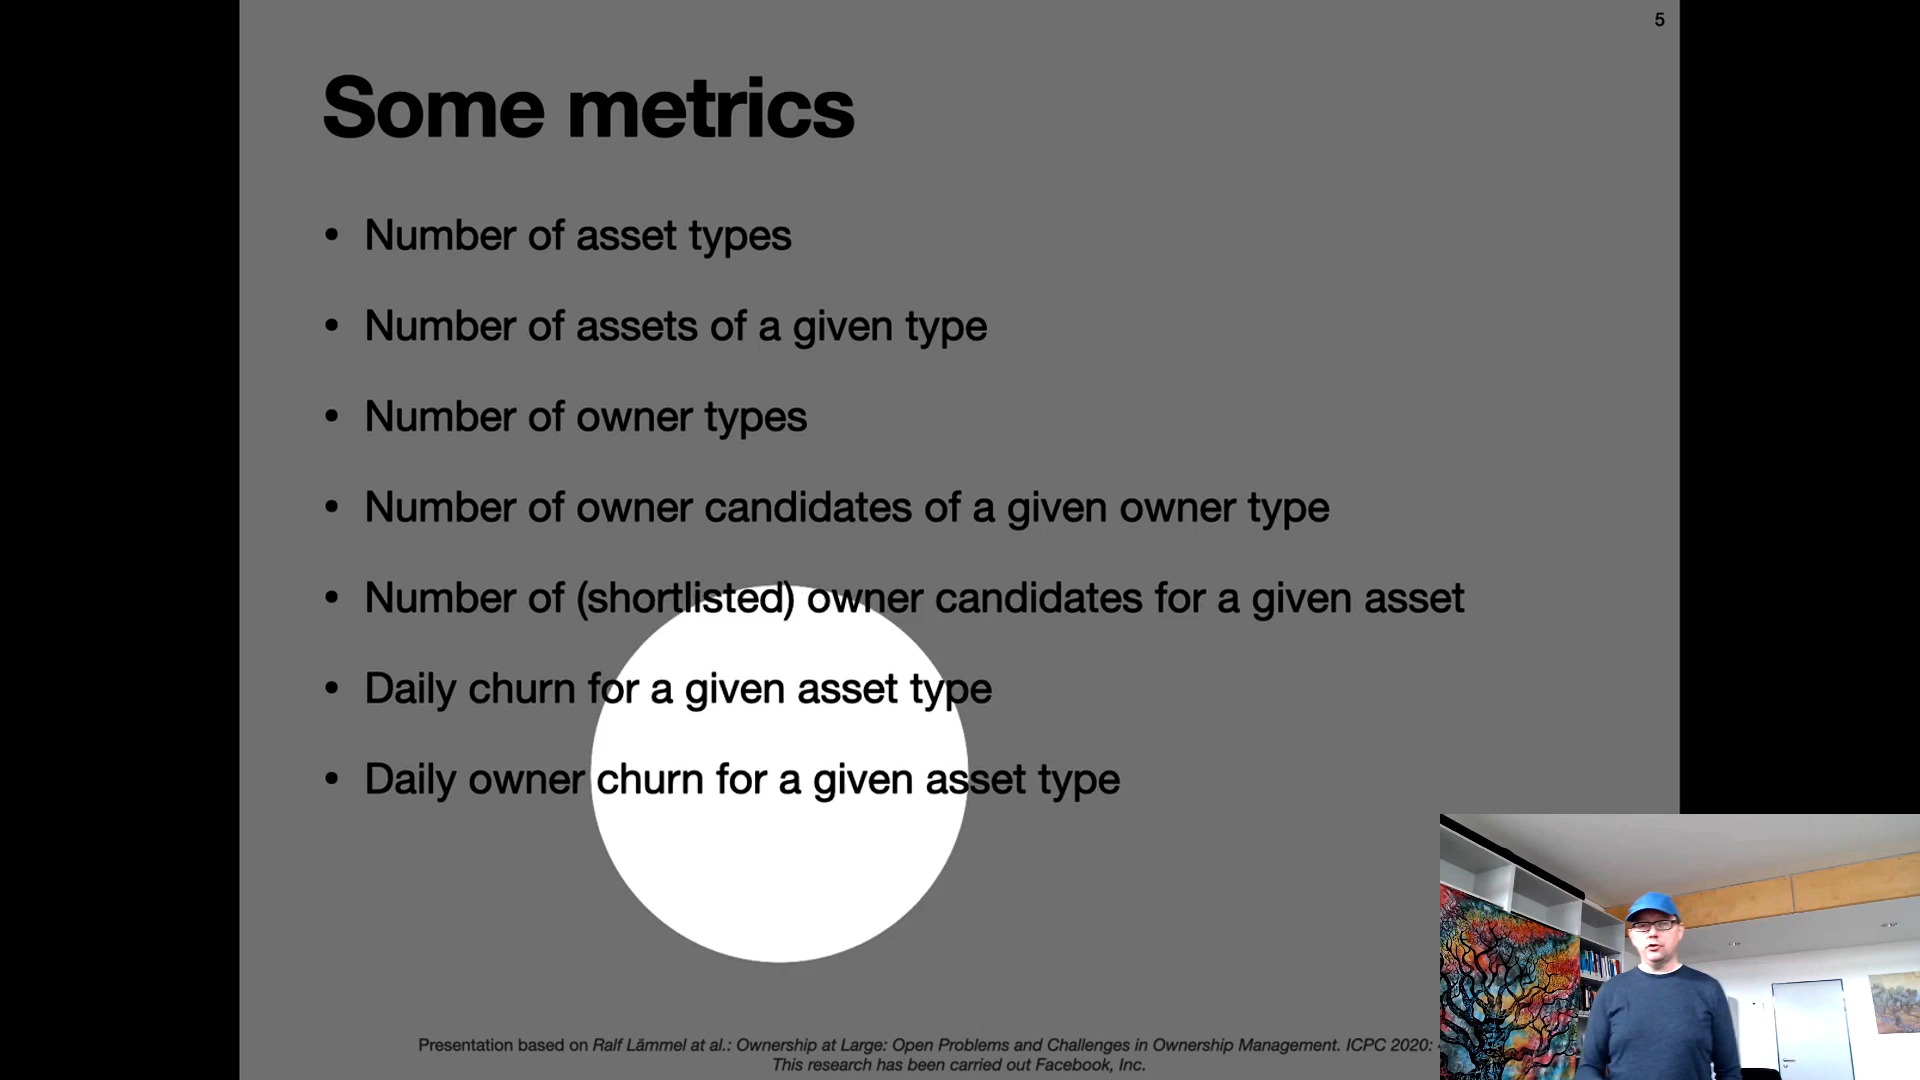 5
Some metrics
• Number of asset types
• Number of assets of a given type
• Number of owner types
• Number of owner candidates of a given owner type
• Number of (shortlisted) owner candidates for a given asset
• Daily churn for a given asset type
• Daily owner churn for a given asset type
Presentation based on Ralf Lämmel at al.: Ownership at Large: Open Problems and Challenges in Ownership Management. ICPC 2020:
This research has been carried out Facebook, Inc.